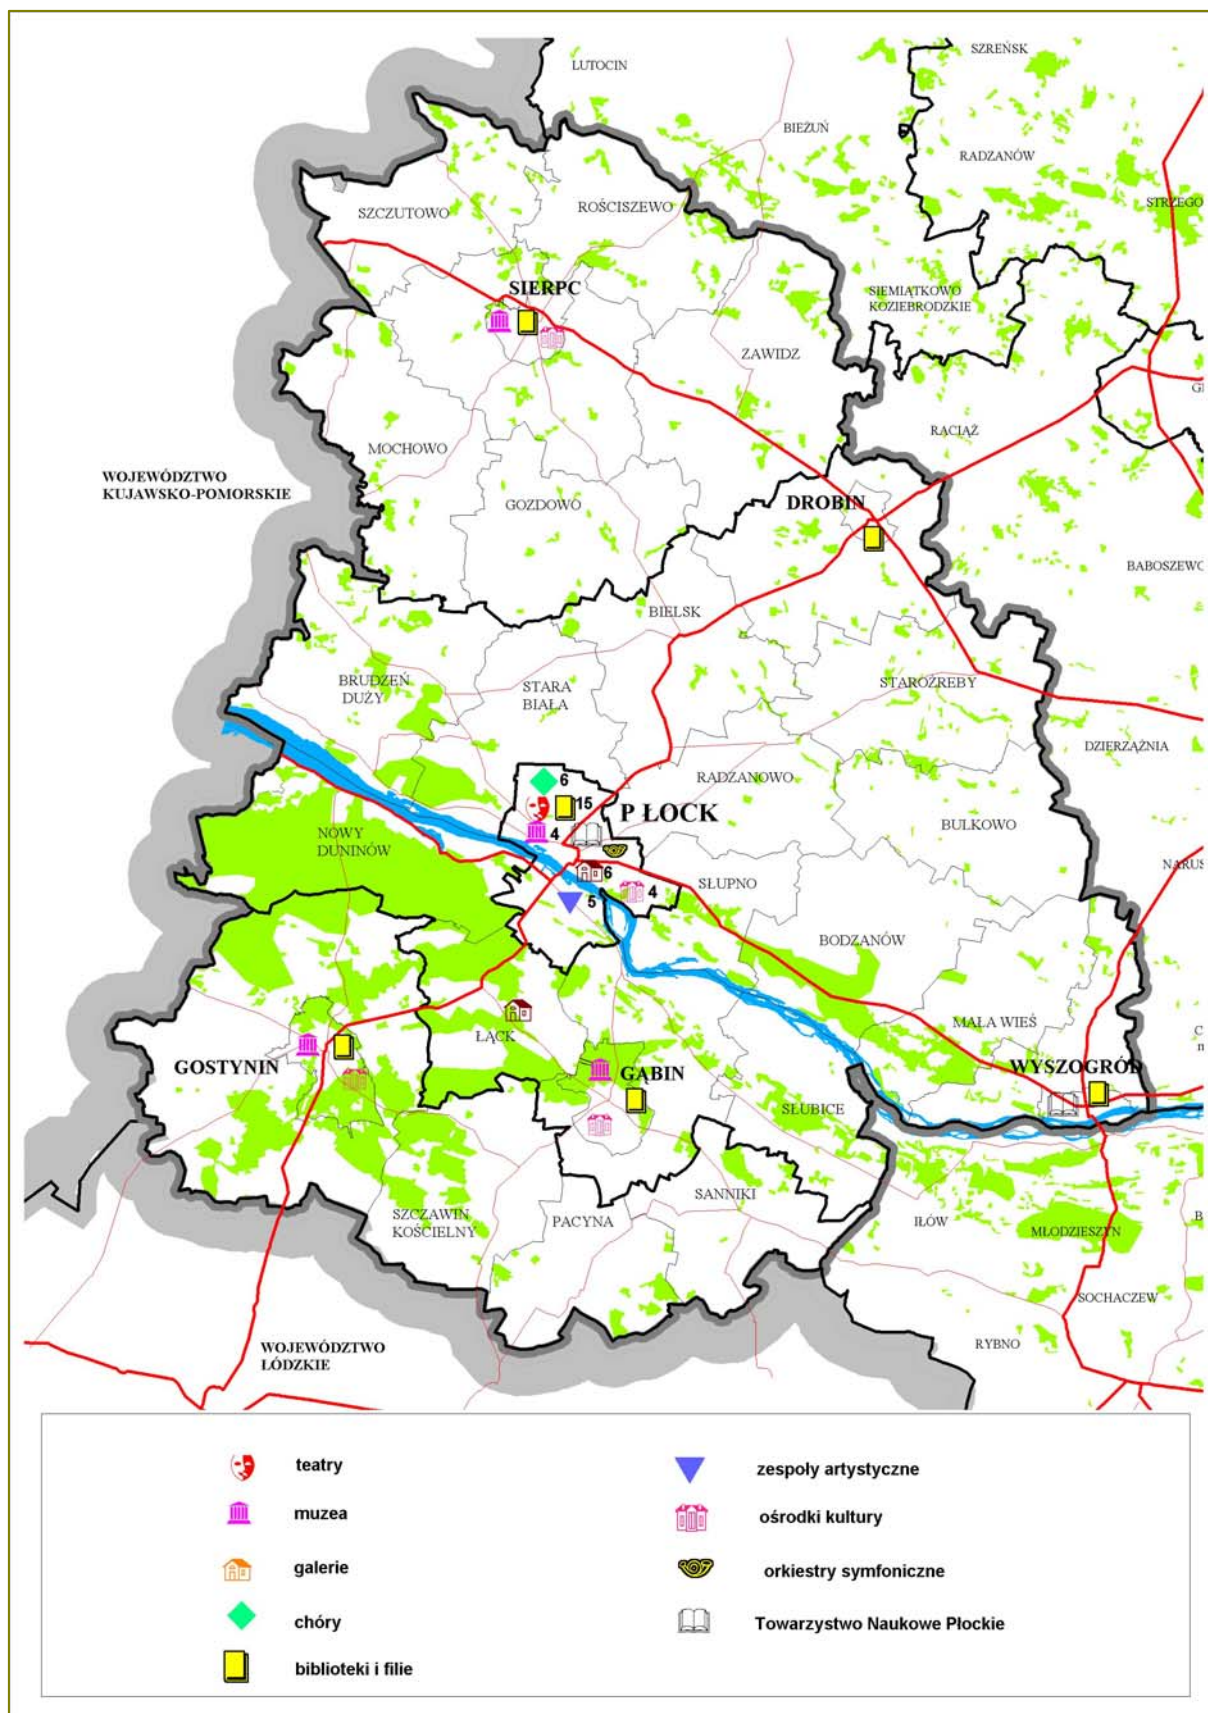 SZREŃSK
LUTOCIN
BIEŻUŃ
RADZANÓW
STRZEGO
SZCZUTOWO
ROŚCISZEWO
SIERPC
SIEMIĄTKOWO
KOZIEBRODZKIE
ZAWIDZ
RACIĄŻ
MOCHOWO
WOJEWÓDZTWO
KUJAWSKO-POMORSKIE
GOZDOWO
DROBIN
BABOSZEWO
BIELSK
BRUDZEŃ
DUŻY
STARA
BIAŁA
STAROŹREBY
DZIERZĄŻNIA
RADZANOWO
6
15
P ŁOCK
4
BULKOWO
NOWY
DUNINÓW
NARUS
6
SŁUPNO
4
5
BODZANÓW
ŁĄCK
MAŁA WIEŚ
GOSTYNIN
GĄBIN
WYSZOGRÓD
SŁUBICE
SANNIKI
SZCZAWIN
KOŚCIELNY
PACYNA
IŁÓW
MŁODZIESZYN
B
SOCHACZEW
RYBNO
WOJEWÓDZTWO
ŁÓDZKIE
teatry
muzea
galerie
chóry
biblioteki i filie
zespoły artystyczne
ośrodki kultury
orkiestry symfoniczne
Towarzystwo Naukowe Płockie